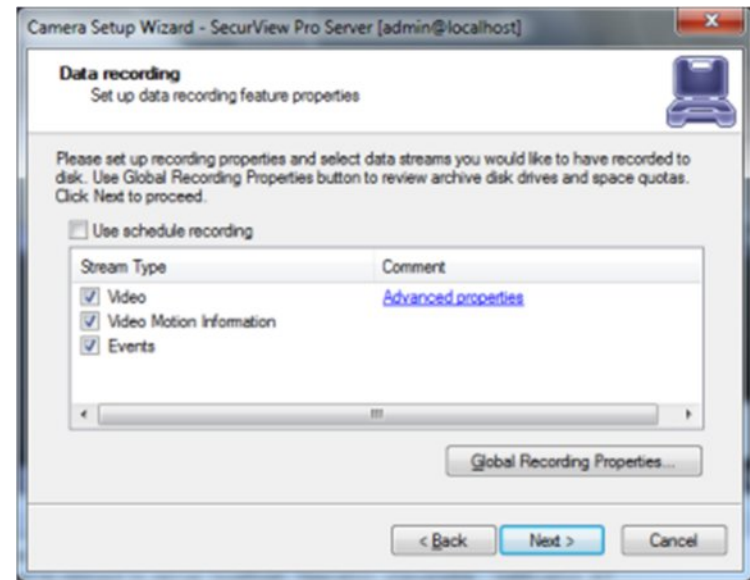 Camera Setup Wizard - SecurView Pro Server [admin@localhost]
Data recording
Set up data recording feature properties
Please set up recording properties and select data streams you would like to have recorded to
disk. Use Global Recording Properties button to review archive disk drives and space quotas.
Click Next to proceed.
Use schedule recording
Stream Type Comment
Video Advanced properties
Video Motion Information
Events
Global Recording Properties...
< Back Next > Cancel